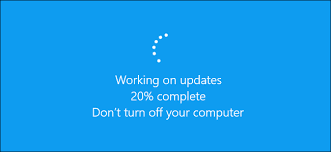 Working on updates
20% complete
Don't turn off your computer